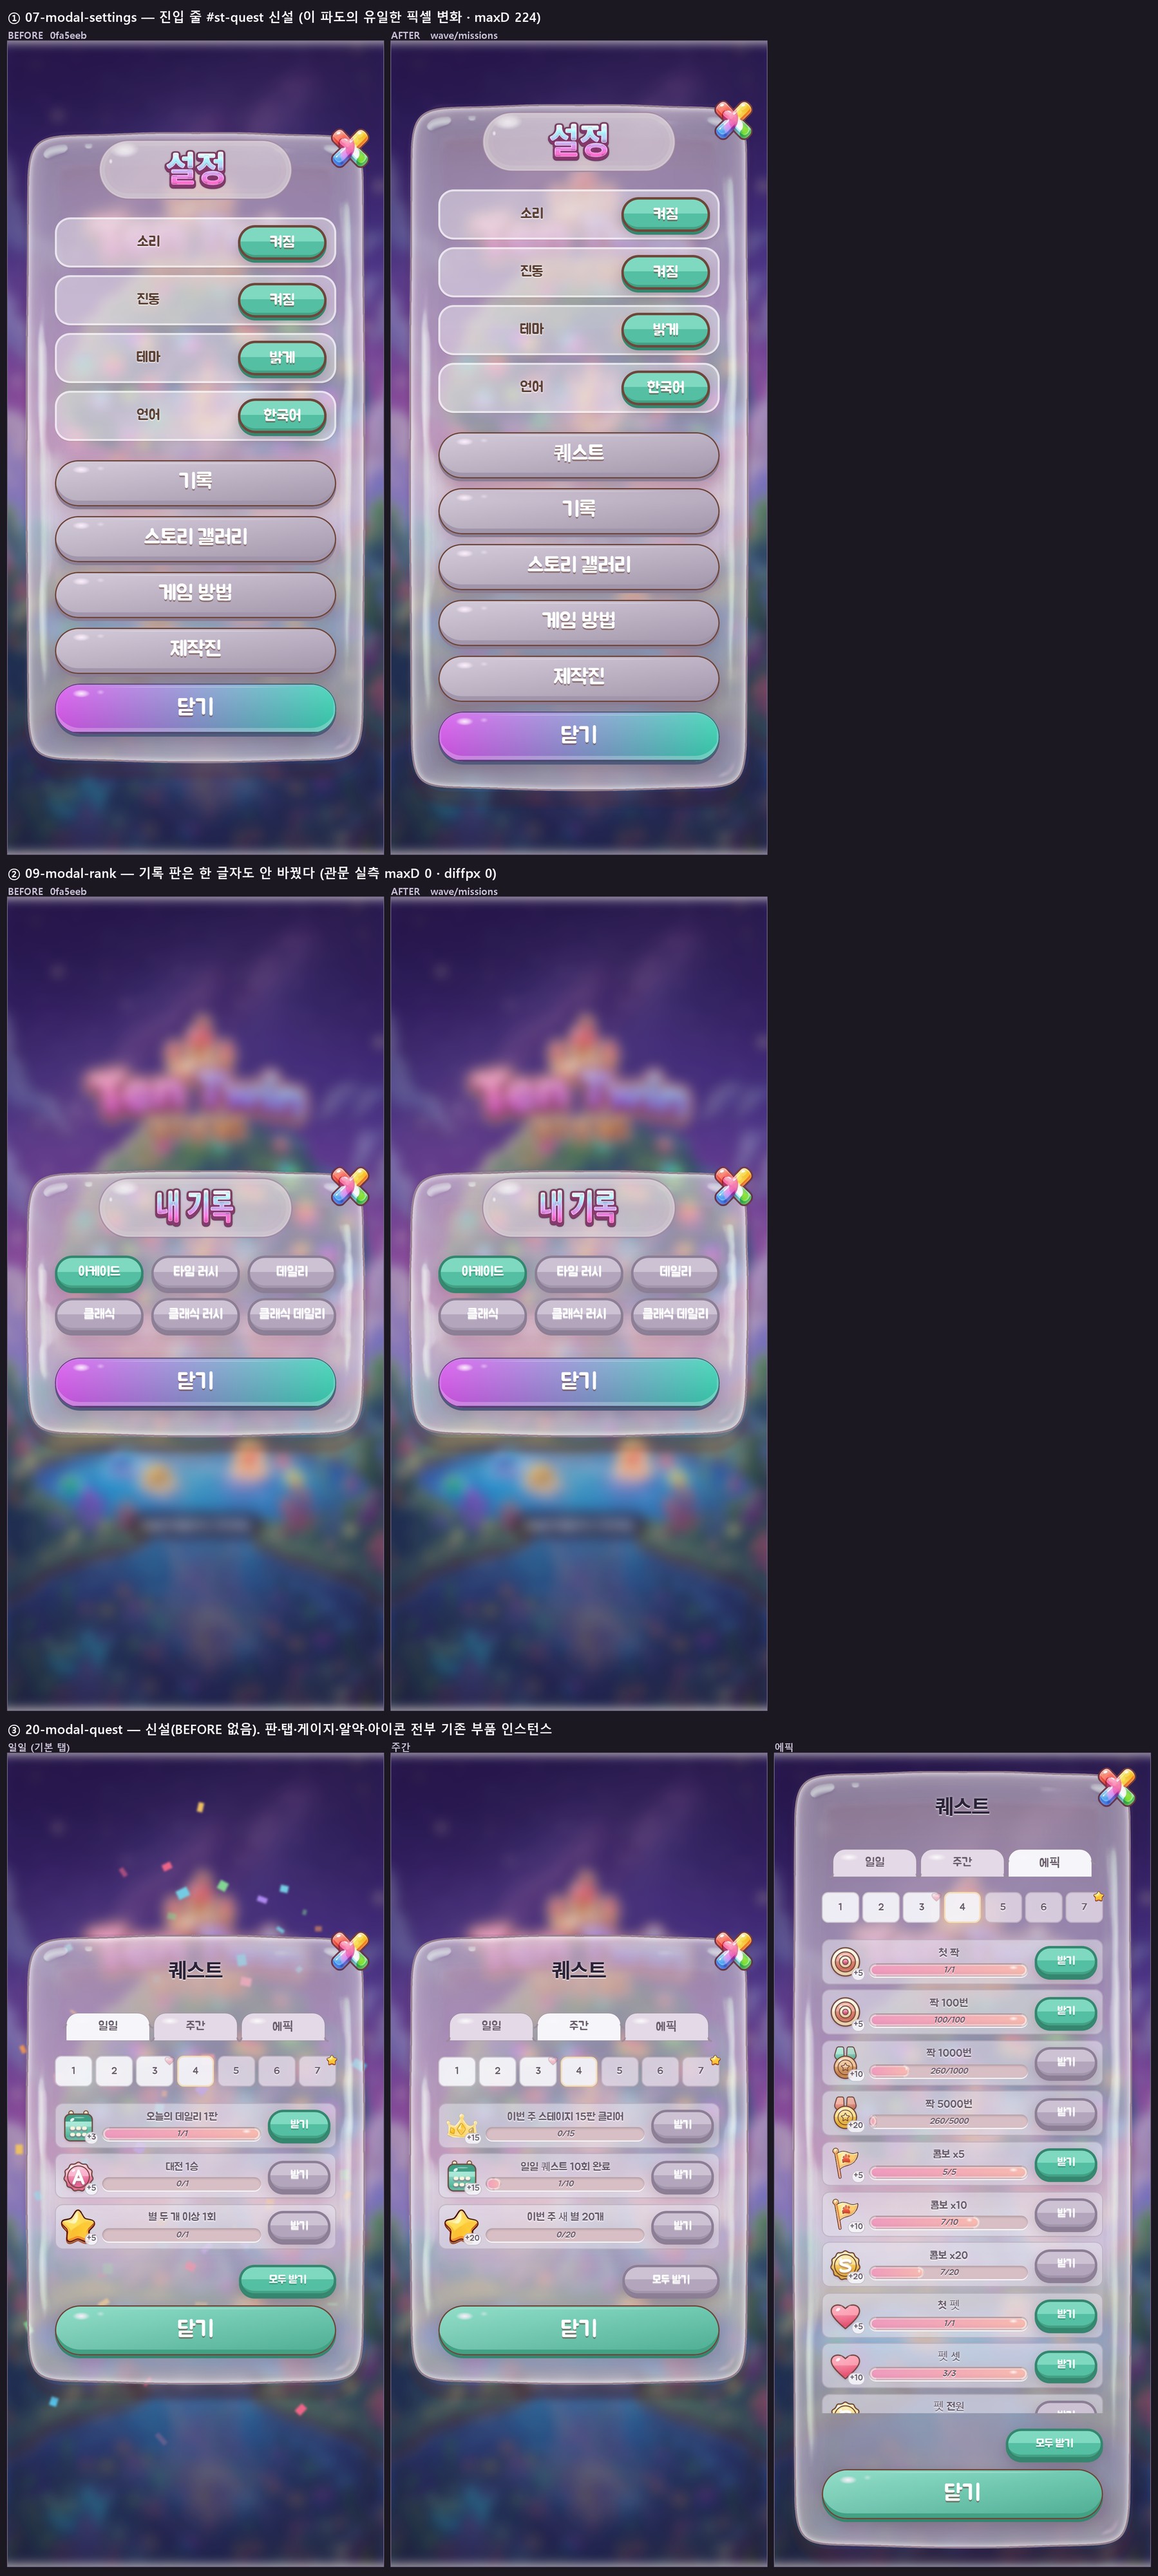 ① 07-modal-settings — 진입 줄 #st-quest 신설 (이 파도의 유일한 픽셀 변화 · maxD 224)
BEFORE 0fa5eeb
AFTER wave/missions
설정
소리 켜짐
진동 켜짐
테마 밝게
언어 한국어
기록
스토리 갤러리
게임 방법
제작진
닫기
설정
소리 켜짐
진동 켜짐
테마 밝게
언어 한국어
퀘스트
기록
스토리 갤러리
게임 방법
제작진
닫기
② 09-modal-rank — 기록 판은 한 글자도 안 바꿨다 (관문 실측 maxD 0 · diffpx 0)
BEFORE 0fa5eeb
AFTER wave/missions
Ten Twin
내 기록
아케이드 타임 러시 데일리
클래식 클래식 러시 클래식 데일리
닫기
Ten Twin
내 기록
아케이드 타임 러시 데일리
클래식 클래식 러시 클래식 데일리
닫기
③ 20-modal-quest — 신설(BEFORE 없음). 판·탭·게이지·알약·아이콘 전부 기존 부품 인스턴스
일일 (기본 탭)
주간
에픽
퀘스트
일일 주간 에픽
1 2 3 4 5 6 7
오늘의 데일리 1판
+5 1/1 받기
대전 1승
A +5 0/1 받기
별 두 개 이상 1회
+5 0/1 받기
모두 받기
닫기
퀘스트
일일 주간 에픽
1 2 3 4 5 6 7
이번 주 스테이지 15판 클리어
+15 0/15 받기
일일 퀘스트 10회 완료
+15 1/10 받기
이번 주 새 별 20개
+20 0/20 받기
모두 받기
닫기
퀘스트
일일 주간 에픽
1 2 3 4 5 6 7
첫 짝
+5 1/1 받기
짝 100번
+5 100/100 받기
짝 1000번
+10 260/1000 받기
짝 5000번
+20 260/5000 받기
콤보 x5
+5 5/5 받기
콤보 x10
+10 7/10 받기
콤보 x20
S +20 7/20 받기
첫 펫
+5 1/1 받기
펫 셋
+10 3/3 받기
펫 전원
모두 받기
닫기